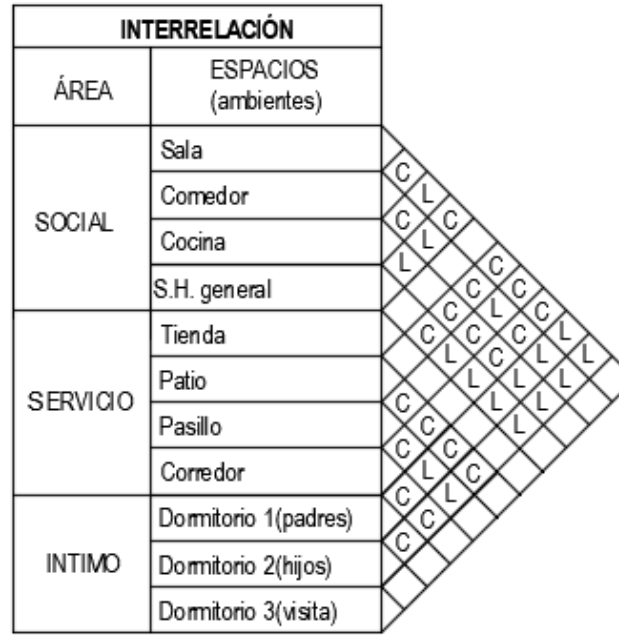 INTERRELACIÓN
ÁREA
ESPACIOS
(ambientes)
Sala
C
Comedor L
SOCIAL C C
Cocina L
L C
S.H. general C C
C L C
Tienda C C C L
L C L L
Patio L L L
SERVICIO C L L
Pasillo C L
C C
Corredor L C
C L
Dormitorio 1(padres) C
C
INTIMO Dormitorio 2(hijos)
Dormitorio 3(visita)